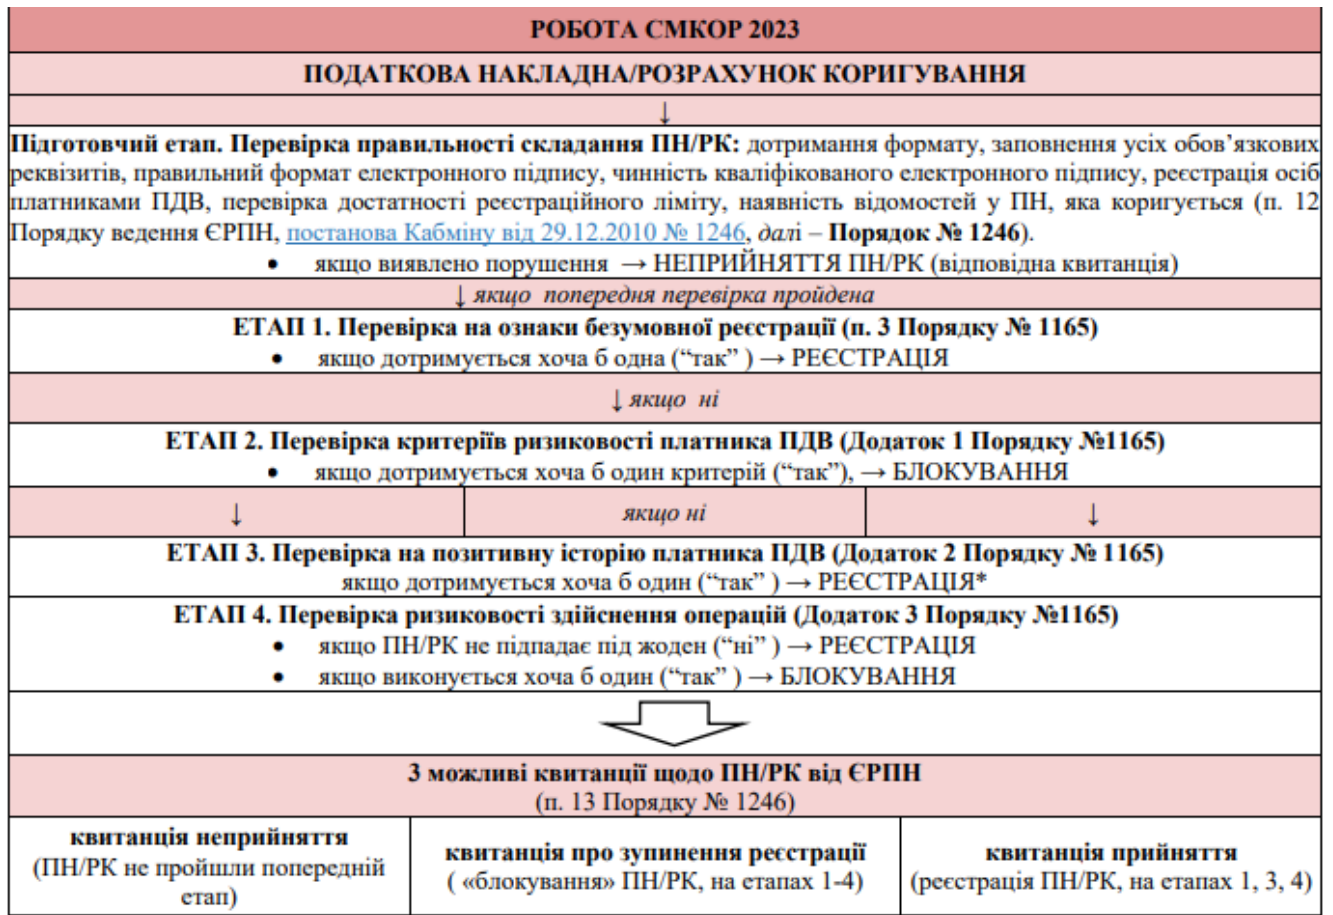 РОБОТА СМКОР 2023
ПОДАТКОВА НАКЛАДНА/РОЗРАХУНОК КОРИГУВАННЯ
↓
Підготовчий етап. Перевірка правильності складання ПН/РК: дотримання формату, заповнення усіх обов’язкових
реквізитів, правильний формат електронного підпису, чинність кваліфікованого електронного підпису, реєстрація осіб
платниками ПДВ, перевірка достатності реєстраційного ліміту, наявність відомостей у ПН, яка коригується (п. 12
Порядку ведення ЄРПН, постанова Кабміну від 29.12.2010 № 1246, далі – Порядок № 1246).
• якщо виявлено порушення → НЕПРИЙНЯТТЯ ПН/РК (відповідна квитанція)
↓ якщо попередня перевірка пройдена
ЕТАП 1. Перевірка на ознаки безумовної реєстрації (п. 3 Порядку № 1165)
• якщо дотримується хоча б одна (“так” ) → РЕЄСТРАЦІЯ
↓ якщо ні
ЕТАП 2. Перевірка критеріїв ризиковості платника ПДВ (Додаток 1 Порядку №1165)
• якщо дотримується хоча б один критерій (“так”), → БЛОКУВАННЯ
↓ якщо ні ↓
ЕТАП 3. Перевірка на позитивну історію платника ПДВ (Додаток 2 Порядку № 1165)
якщо дотримується хоча б один (“так” ) → РЕЄСТРАЦІЯ*
ЕТАП 4. Перевірка ризиковості здійснення операцій (Додаток 3 Порядку №1165)
• якщо ПН/РК не підпадає під жоден (“ні” ) → РЕЄСТРАЦІЯ
• якщо виконується хоча б один (“так” ) → БЛОКУВАННЯ
3 можливі квитанції щодо ПН/РК від ЄРПН
(п. 13 Порядку № 1246)
квитанція неприйняття
(ПН/РК не пройшли попередній
етап)
квитанція про зупинення реєстрації
( «блокування» ПН/РК, на етапах 1-4)
квитанція прийняття
(реєстрація ПН/РК, на етапах 1, 3, 4)